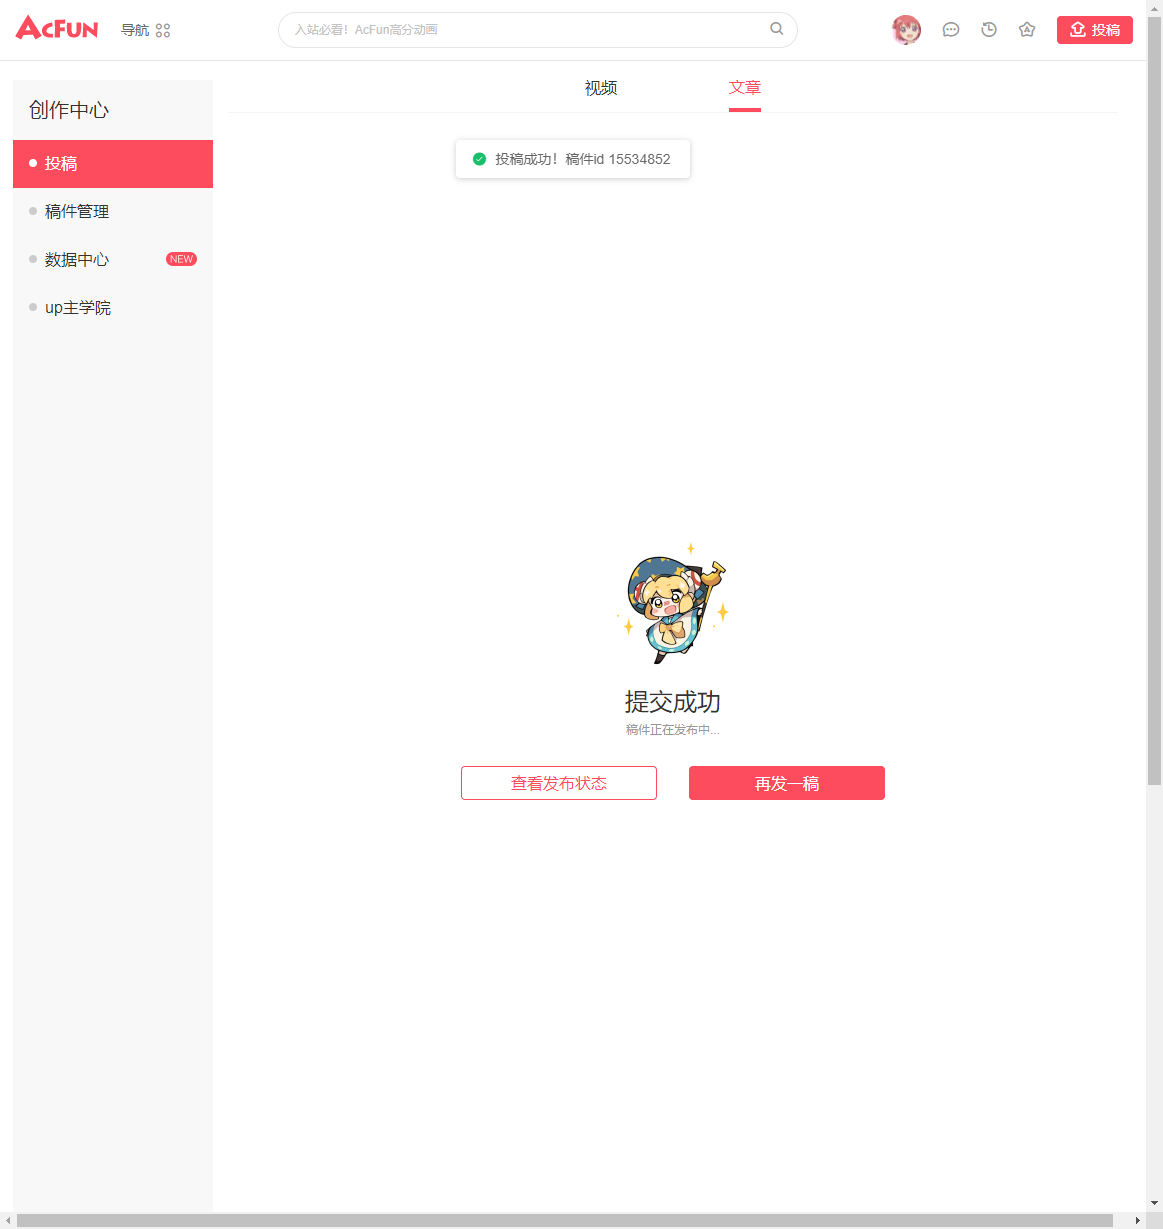 AcFun
导航
入站必看！AcFun高分动画
投稿
创作中心
投稿
稿件管理
数据中心 NEW
up主学院
视频
文章
投稿成功！稿件id 15534852
提交成功
稿件正在发布中...
查看发布状态
再发一稿